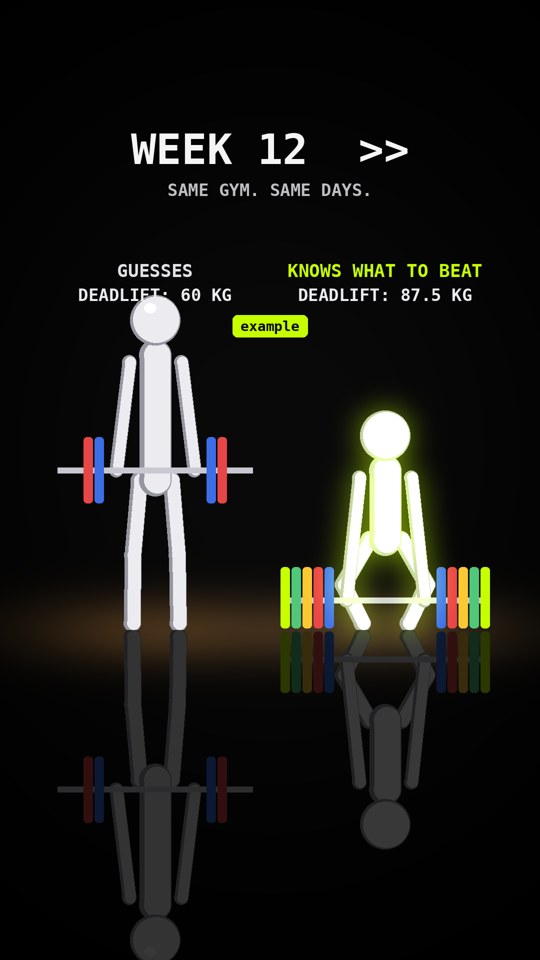 WEEK 12 >>
SAME GYM. SAME DAYS.
GUESSES
DEADLIFT: 60 KG
KNOWS WHAT TO BEAT
DEADLIFT: 87.5 KG
example